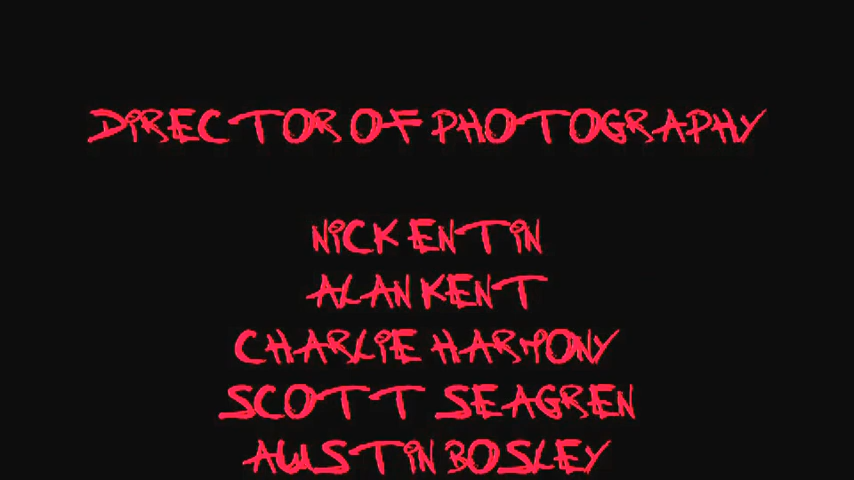 DIRECTOR OF PHOTOGRAPHY
NICK ENTIN
ALAN KENT
CHARLIE HARMONY
SCOTT SEAGREN
AUSTIN BOSLEY